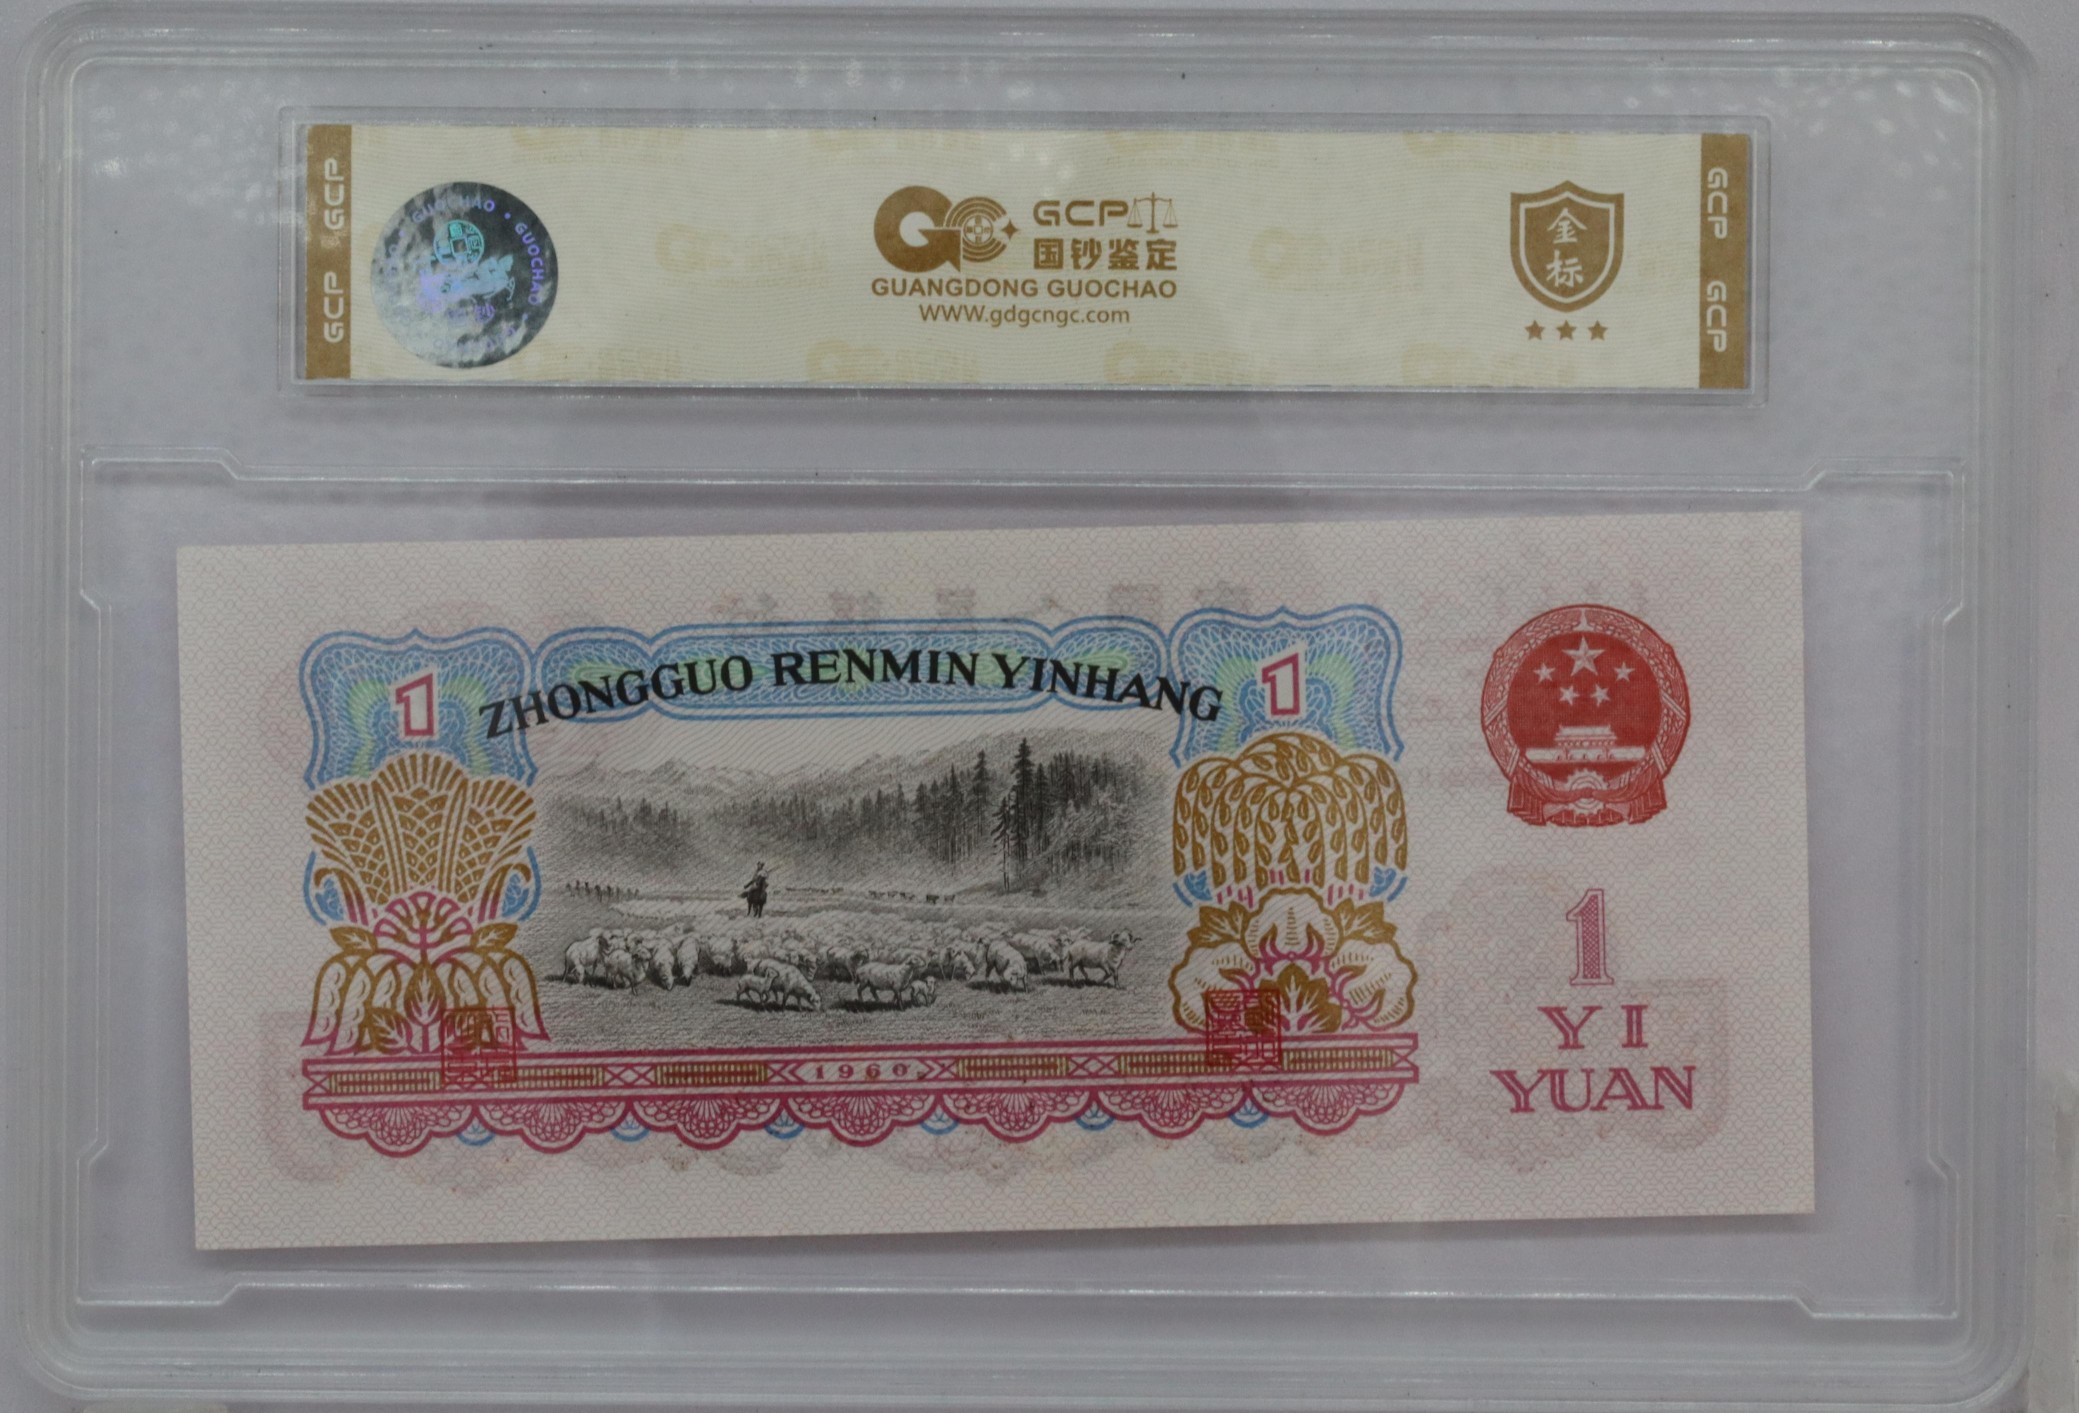 GCP GCP
GUOCHAO • GUOCHAO
GCP
国钞鉴定
GUANGDONG GUOCHAO
www.gdgcngc.com
金标
GCP GCP
ZHONGGUO RENMIN YINHANG
1
1
1960
1
YI
YUAN